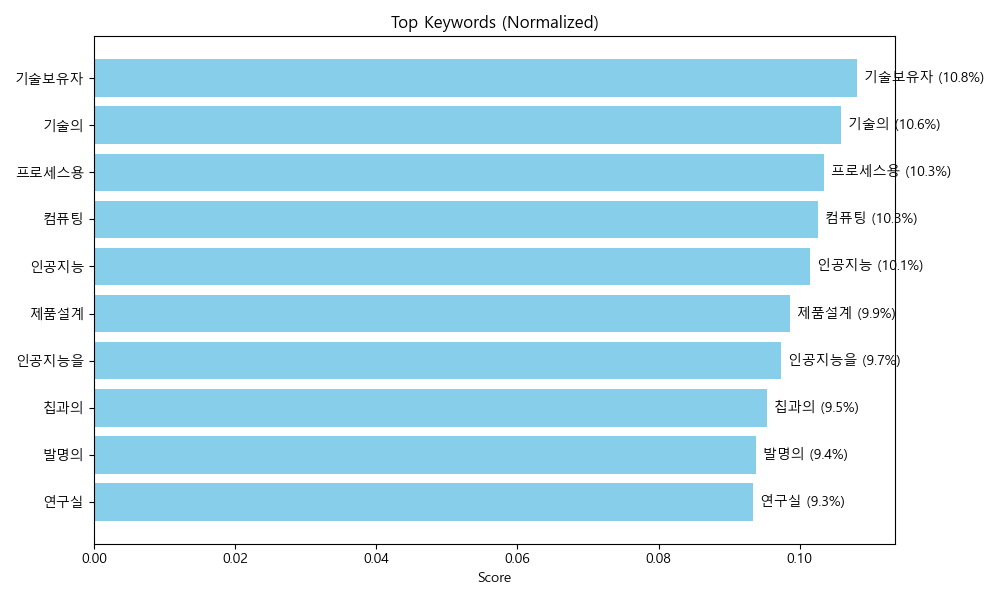 Top Keywords (Normalized)
기술보유자 기술보유자 (10.8%)
기술의 기술의 (10.6%)
프로세스용 프로세스용 (10.3%)
컴퓨팅 컴퓨팅 (10.3%)
인공지능 인공지능 (10.1%)
제품설계 제품설계 (9.9%)
인공지능을 인공지능을 (9.7%)
칩과의 칩과의 (9.5%)
발명의 발명의 (9.4%)
연구실 연구실 (9.3%)
0.00 0.02 0.04 0.06 0.08 0.10
Score